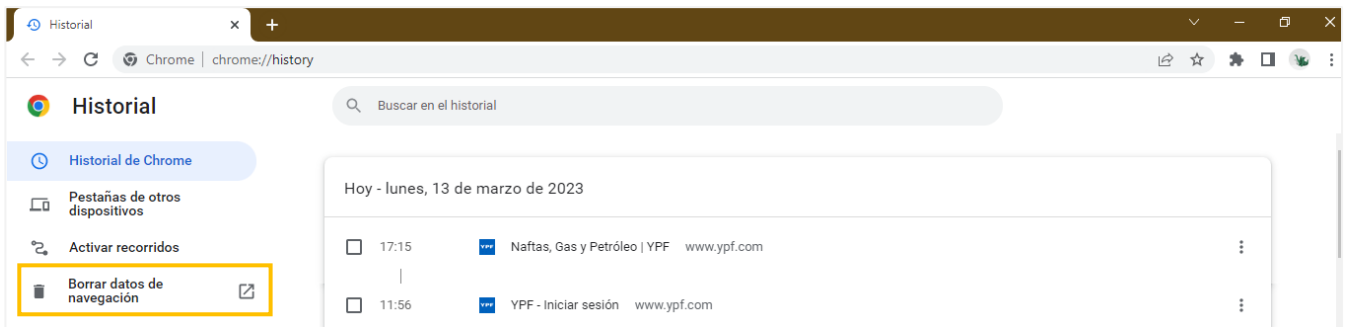 Historial
Chrome | chrome://history
Historial
Buscar en el historial
Historial de Chrome
Pestañas de otros
dispositivos
Activar recorridos
Borrar datos de
navegación
Hoy - lunes, 13 de marzo de 2023
17:15 YPF Naftas, Gas y Petróleo | YPF www.ypf.com
11:56 YPF YPF - Iniciar sesión www.ypf.com